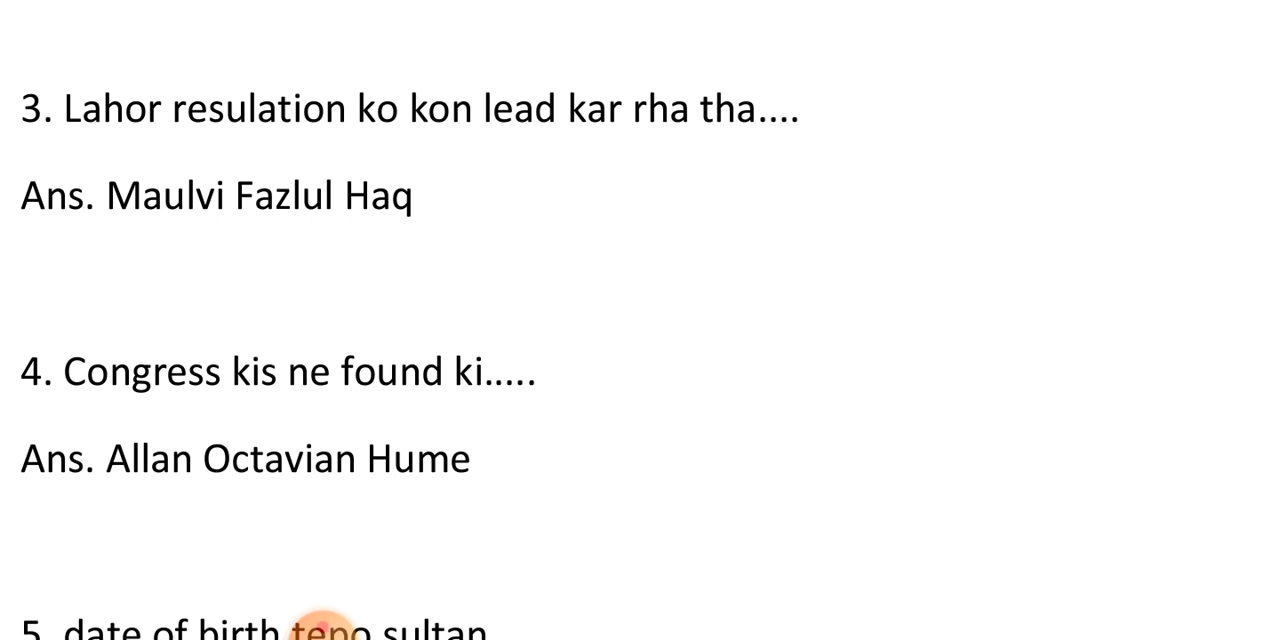 3. Lahor resulation ko kon lead kar rha tha....
Ans. Maulvi Fazlul Haq
4. Congress kis ne found ki.....
Ans. Allan Octavian Hume
5. date of birth tepo sultan